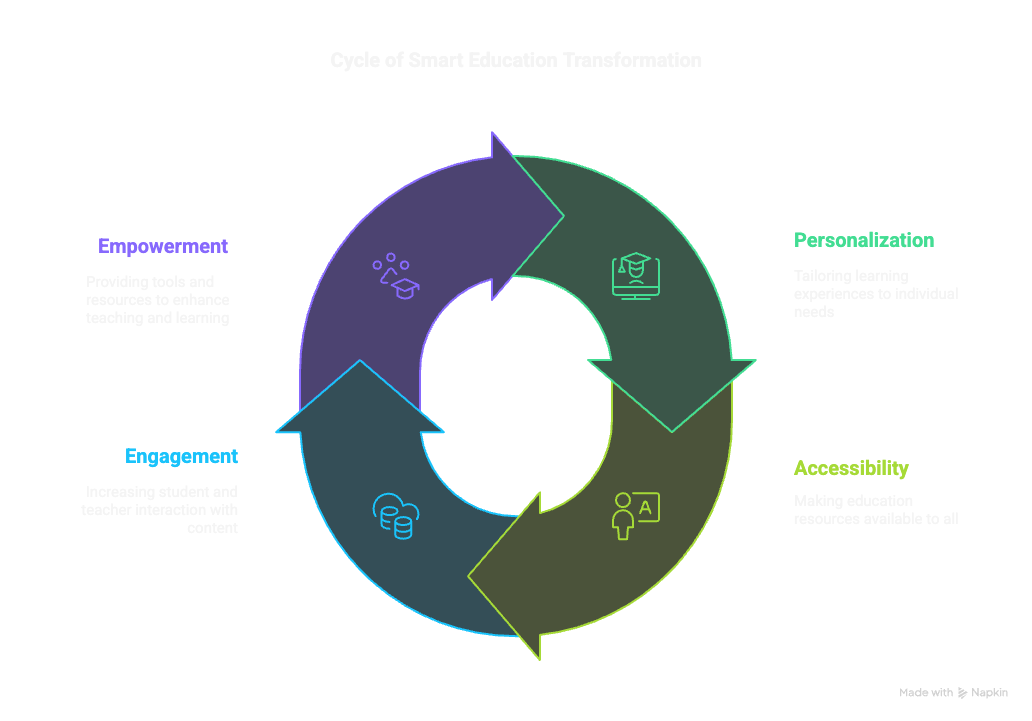 Cycle of Smart Education Transformation
Empowerment
Providing tools and
resources to enhance
teaching and learning
Personalization
Tailoring learning
experiences to individual
needs
Engagement
Increasing student and
teacher interaction with
content
Accessibility
Making education
resources available to all
A
Made with Napkin